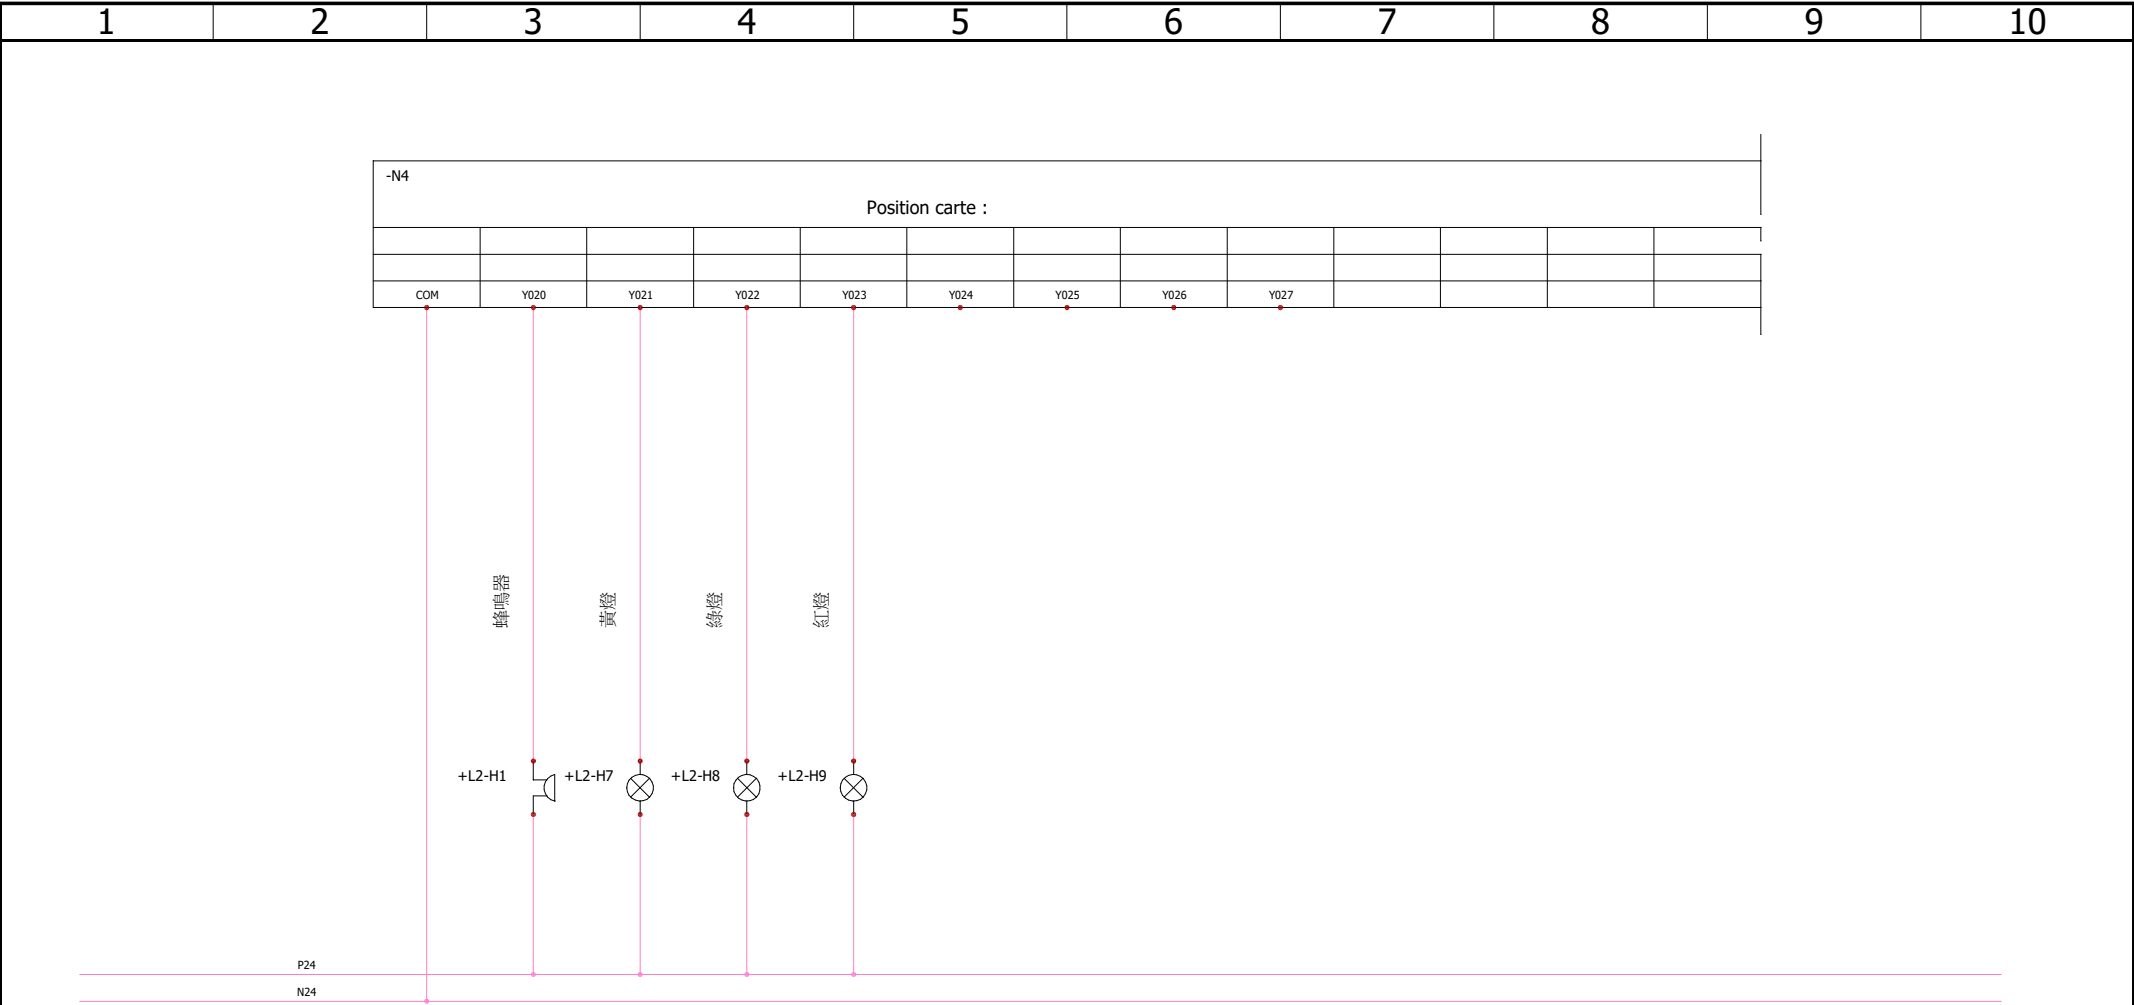 1 2 3 4 5 6 7 8 9 10
-N4
Position carte :
COM Y020 Y021 Y022 Y023 Y024 Y025 Y026 Y027
蜂鳴器
黃燈
綠燈
紅燈
+L2-H1 +L2-H7 +L2-H8 +L2-H9
P24
N24